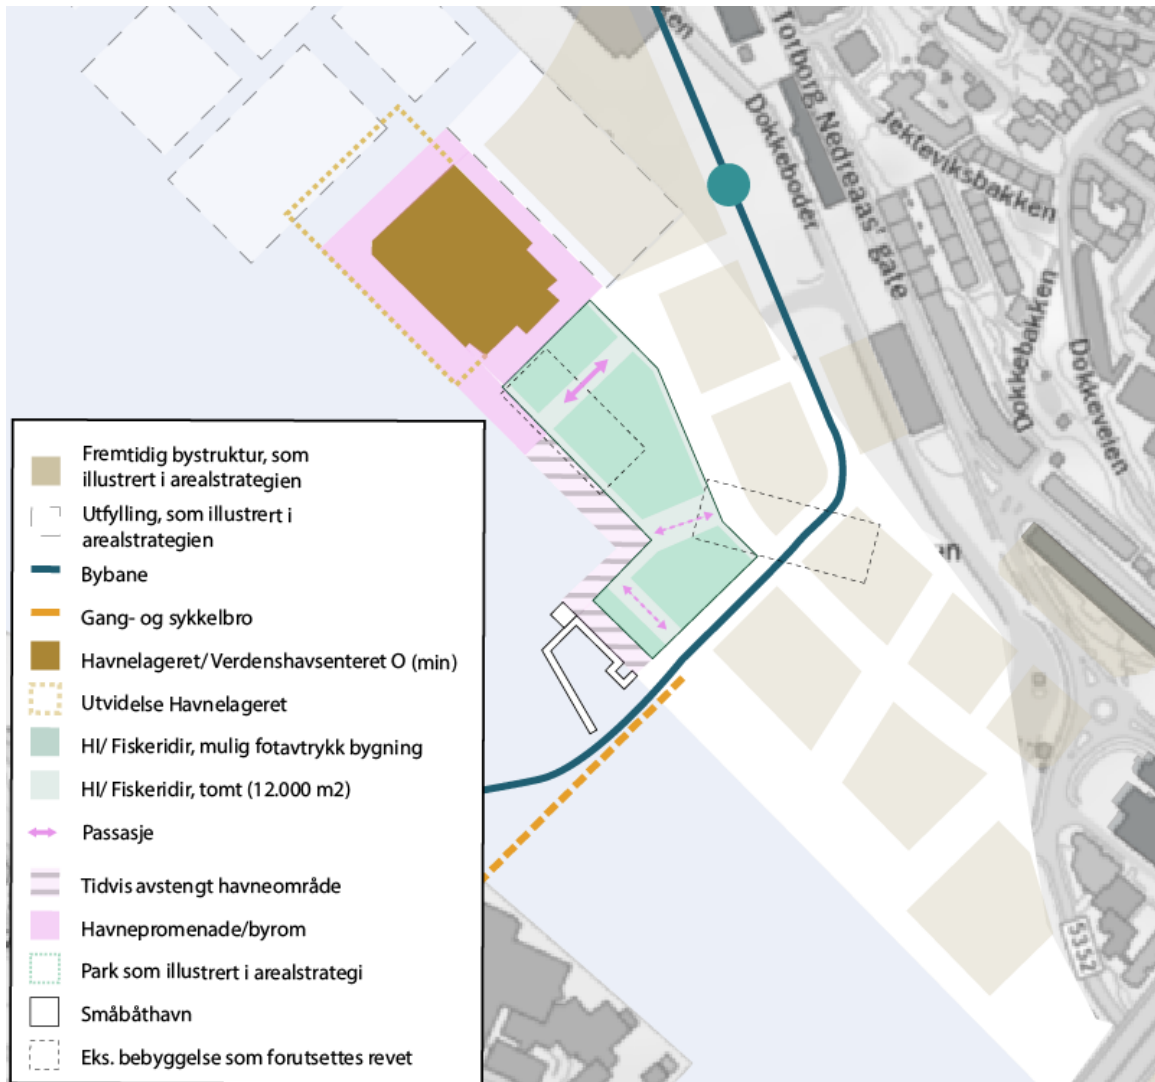 ken
Torborg Nedreaas' gate
Dokkeboder
Jekteviksbakken
Dokkebakken
Dokkeveien
en
5352
Fremtidig bystruktur, som
illustrert i arealstrategien
Utfylling, som illustrert i
arealstrategien
Bybane
Gang- og sykkelbro
Havnelageret/ Verdenshavsenteret O (min)
Utvidelse Havnelageret
HI/ Fiskeridir, mulig fotavtrykk bygning
HI/ Fiskeridir, tomt (12.000 m2)
Passasje
Tidvis avstengt havneområde
Havnepromenade/byrom
Park som illustrert i arealstrategi
Småbåthavn
Eks. bebyggelse som forutsettes revet